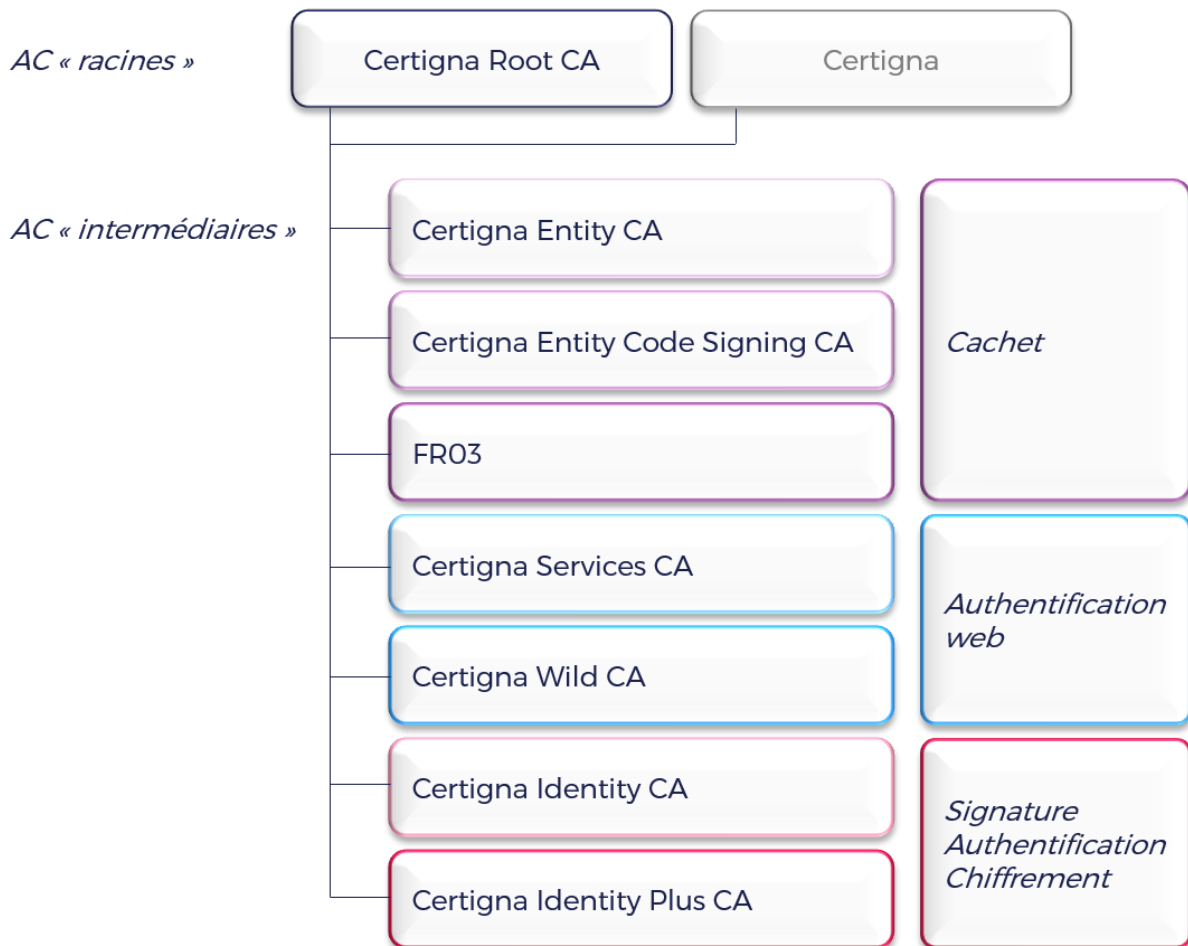 AC « racines »
Certigna Root CA
Certigna
AC « intermédiaires »
Certigna Entity CA
Certigna Entity Code Signing CA
FR03
Cachet
Certigna Services CA
Certigna Wild CA
Authentification
web
Certigna Identity CA
Certigna Identity Plus CA
Signature
Authentification
Chiffrement